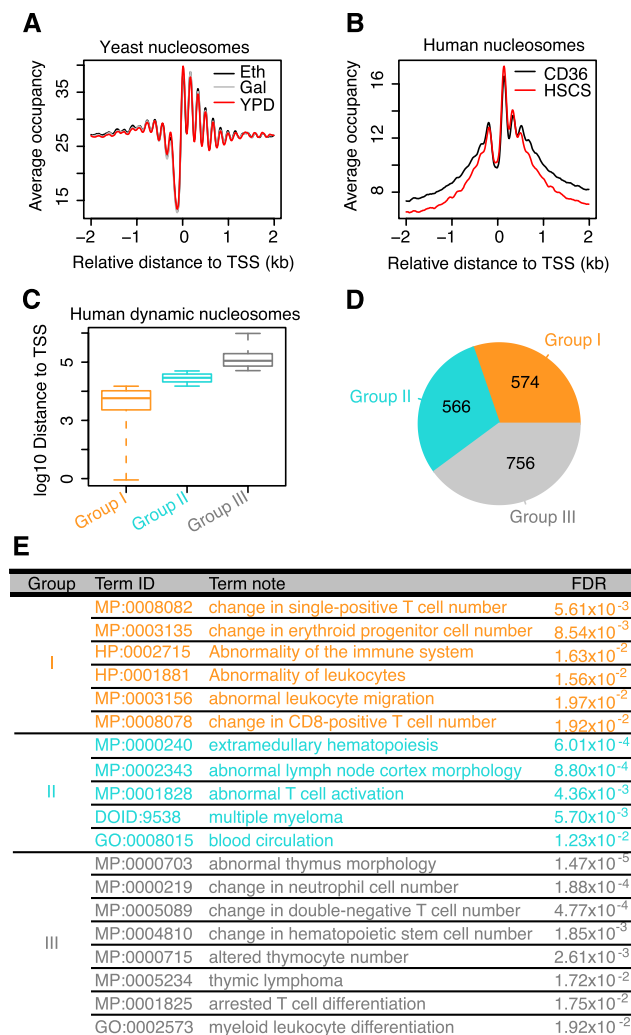 A
Yeast nucleosomes
Eth
Gal
YPD
Average occupancy
35
25
15
−2 −1 0 1 2
Relative distance to TSS (kb)
B
Human nucleosomes
CD36
HSCS
Average occupancy
16
12
8
−2 −1 0 1 2
Relative distance to TSS (kb)
C
Human dynamic nucleosomes
log10 Distance to TSS
5
3
0
Group I
Group II
Group III
D
Group I
574
Group II
566
756
Group III
E
Group Term ID Term note FDR
I
MP:0008082 change in single-positive T cell number 5.61x10-3
MP:0003135 change in erythroid progenitor cell number 8.54x10-3
HP:0002715 Abnormality of the immune system 1.63x10-2
HP:0001881 Abnormality of leukocytes 1.56x10-2
MP:0003156 abnormal leukocyte migration 1.97x10-2
MP:0008078 change in CD8-positive T cell number 1.92x10-2
II
MP:0000240 extramedullary hematopoiesis 6.01x10-4
MP:0002343 abnormal lymph node cortex morphology 8.80x10-4
MP:0001828 abnormal T cell activation 4.36x10-3
DOID:9538 multiple myeloma 5.70x10-3
GO:0008015 blood circulation 1.23x10-2
III
MP:0000703 abnormal thymus morphology 1.47x10-5
MP:0000219 change in neutrophil cell number 1.88x10-4
MP:0005089 change in double-negative T cell number 4.77x10-4
MP:0004810 change in hematopoietic stem cell number 1.85x10-3
MP:0000715 altered thymocyte number 2.61x10-3
MP:0005234 thymic lymphoma 1.72x10-2
MP:0001825 arrested T cell differentiation 1.75x10-2
GO:0002573 myeloid leukocyte differentiation 1.92x10-2